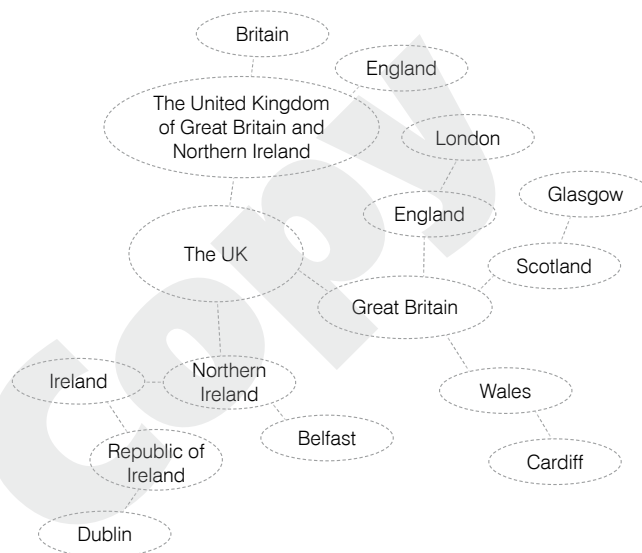 Britain
England
The United Kingdom
of Great Britain and
Northern Ireland
London
Glasgow
England
The UK
Scotland
Great Britain
Ireland
Northern
Ireland
Wales
Belfast
Republic of
Ireland
Cardiff
Dublin
Copy